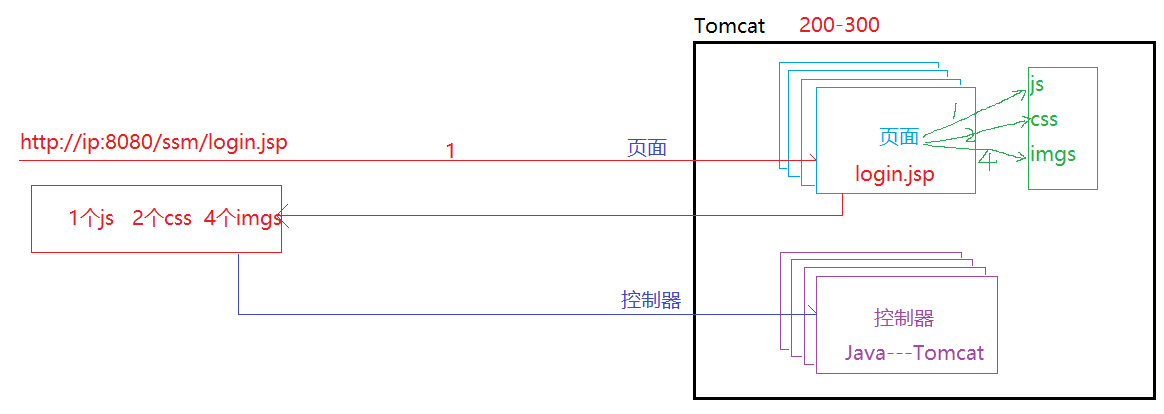 Tomcat 200-300
http://ip:8080/ssm/login.jsp
1
页面
页面
login.jsp
1
2
4
js
css
imgs
1个js 2个css 4个imgs
控制器
控制器
Java---Tomcat